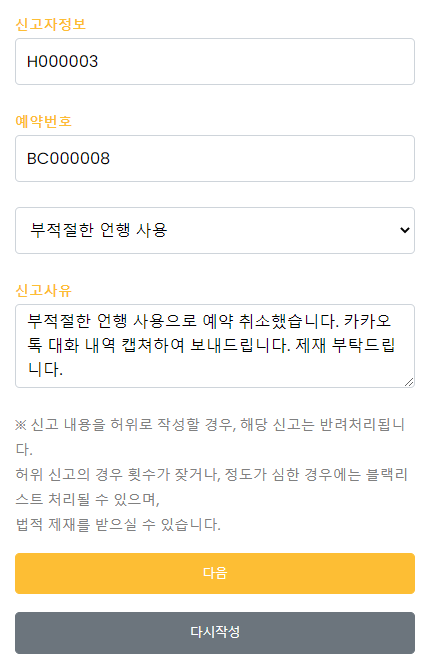 신고자정보
H000003
예약번호
BC000008
부적절한 언행 사용
신고사유
부적절한 언행 사용으로 예약 취소했습니다. 카카오
톡 대화 내역 캡쳐하여 보내드립니다. 제재 부탁드립
니다.
※ 신고 내용을 허위로 작성할 경우, 해당 신고는 반려처리됩니
다.
허위 신고의 경우 횟수가 잦거나, 정도가 심한 경우에는 블랙리
스트 처리될 수 있으며,
법적 제재를 받으실 수 있습니다.
다음
다시작성